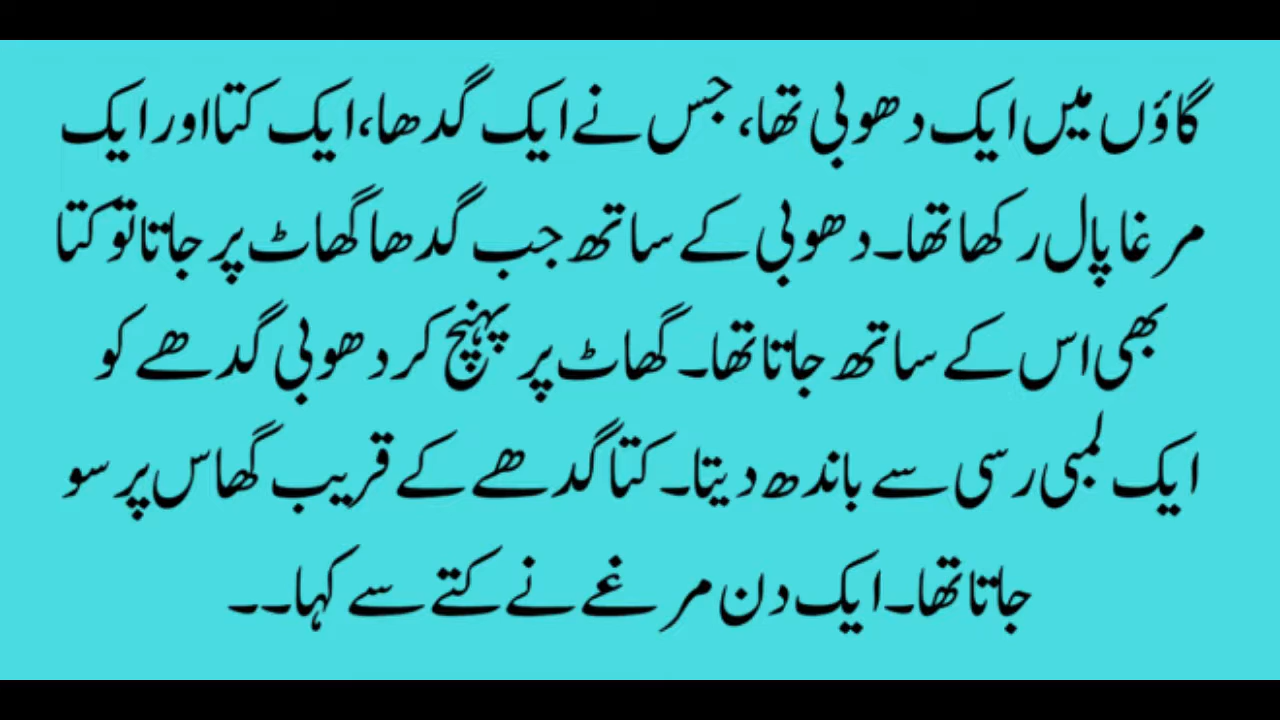 گاؤں میں ایک دھوبی تھا، جس نے ایک گدھا،ایک کتااور ایک
مرغا پال رکھا تھا۔دھوبی کے ساتھ جب گدھا گھاٹ پر جاتا تو کتا
بھی اس کے ساتھ جاتا تھا۔ گھاٹ پر پہنچ کر دھوبی گدھے کو
ایک لمبی رسی سے باندھ دیتا۔ کتا گدھے کے قریب گھاس پر سو
جاتا تھا۔ایک دن مرغے نے کتے سے کہا۔۔